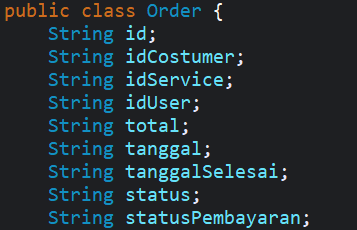 public class Order {
String id;
String idCostumer;
String idService;
String idUser;
String total;
String tanggal;
String tanggalSelesai;
String status;
String statusPembayaran;